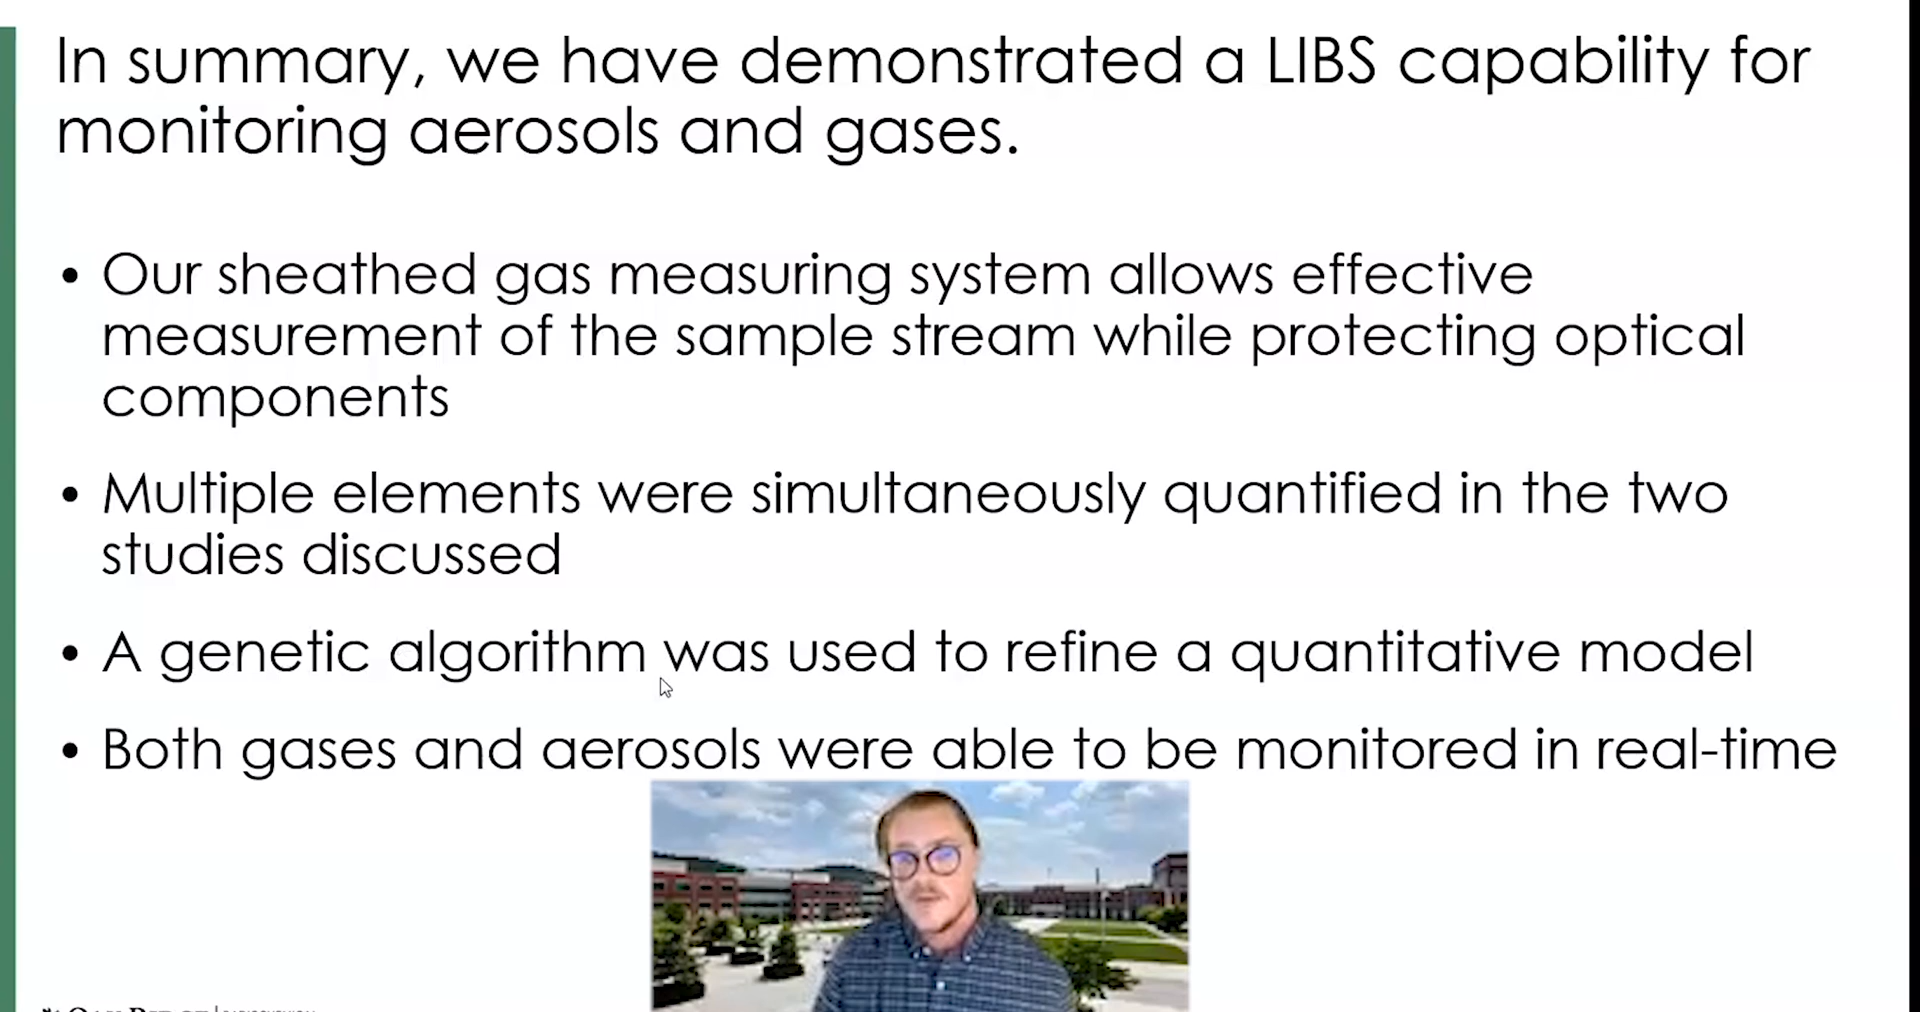 In summary, we have demonstrated a LIBS capability for
monitoring aerosols and gases.
• Our sheathed gas measuring system allows effective
measurement of the sample stream while protecting optical
components
• Multiple elements were simultaneously quantified in the two
studies discussed
• A genetic algorithm was used to refine a quantitative model
• Both gases and aerosols were able to be monitored in real-time